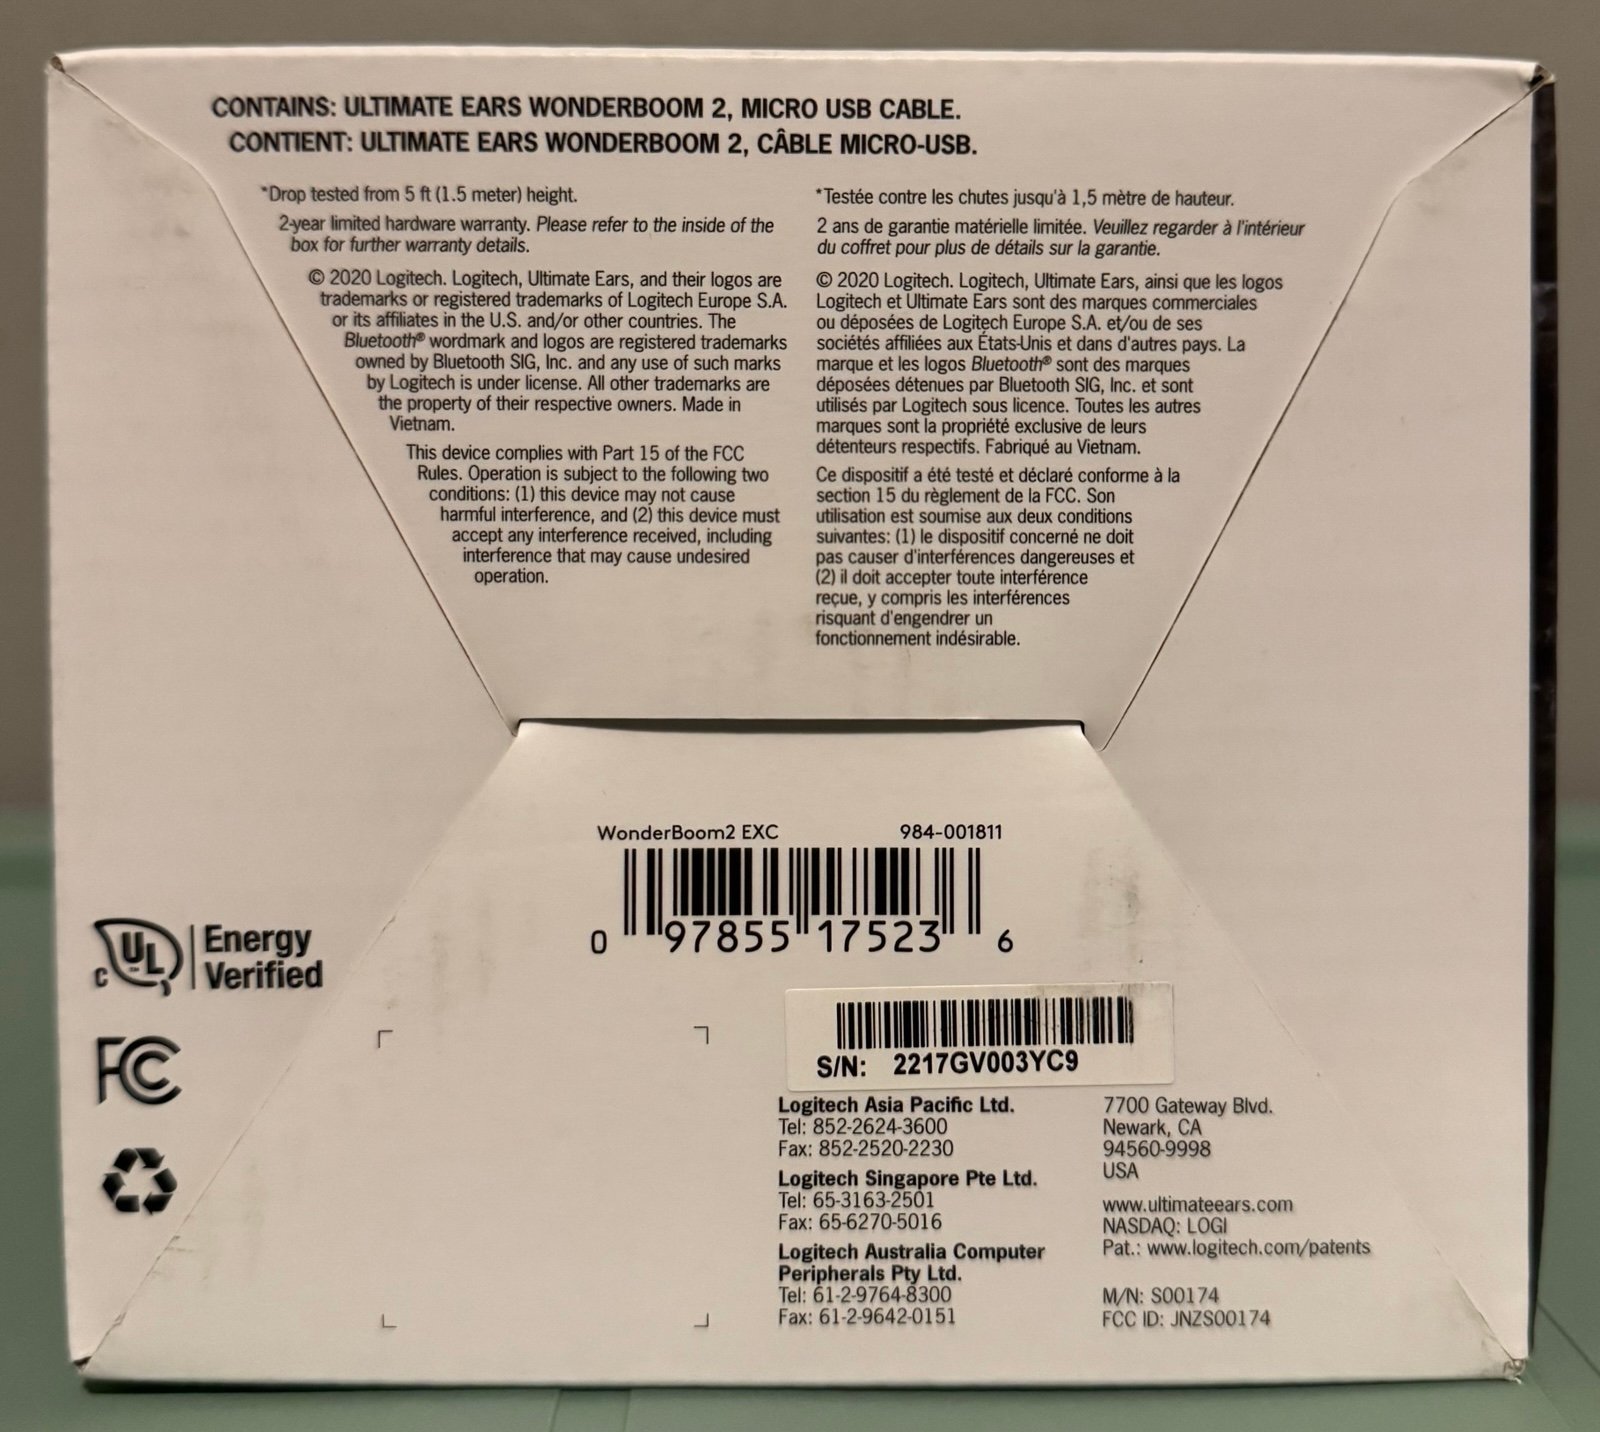 CONTAINS: ULTIMATE EARS WONDERBOOM 2, MICRO USB CABLE.
CONTIENT: ULTIMATE EARS WONDERBOOM 2, CÂBLE MICRO-USB.
*Drop tested from 5 ft (1.5 meter) height.
2-year limited hardware warranty. Please refer to the inside of the
box for further warranty details.
© 2020 Logitech. Logitech, Ultimate Ears, and their logos are
trademarks or registered trademarks of Logitech Europe S.A.
or its affiliates in the U.S. and/or other countries. The
Bluetooth® wordmark and logos are registered trademarks
owned by Bluetooth SIG, Inc. and any use of such marks
by Logitech is under license. All other trademarks are
the property of their respective owners. Made in
Vietnam.
This device complies with Part 15 of the FCC
Rules. Operation is subject to the following two
conditions: (1) this device may not cause
harmful interference, and (2) this device must
accept any interference received, including
interference that may cause undesired
operation.
*Testée contre les chutes jusqu'à 1,5 mètre de hauteur.
2 ans de garantie matérielle limitée. Veuillez regarder à l'intérieur
du coffret pour plus de détails sur la garantie.
© 2020 Logitech. Logitech, Ultimate Ears, ainsi que les logos
Logitech et Ultimate Ears sont des marques commerciales
ou déposées de Logitech Europe S.A. et/ou de ses
sociétés affiliées aux États-Unis et dans d'autres pays. La
marque et les logos Bluetooth® sont des marques
déposées détenues par Bluetooth SIG, Inc. et sont
utilisés par Logitech sous licence. Toutes les autres
marques sont la propriété exclusive de leurs
détenteurs respectifs. Fabriqué au Vietnam.
Ce dispositif a été testé et déclaré conforme à la
section 15 du règlement de la FCC. Son
utilisation est soumise aux deux conditions
suivantes: (1) le dispositif concerné ne doit
pas causer d'interférences dangereuses et
(2) il doit accepter toute interférence
reçue, y compris les interférences
risquant d'engendrer un
fonctionnement indésirable.
WonderBoom2 EXC 984-001811
0 97855 17523 6
c UL Energy
Verified
FC
S/N: 2217GV003YC9
Logitech Asia Pacific Ltd.
Tel: 852-2624-3600
Fax: 852-2520-2230
Logitech Singapore Pte Ltd.
Tel: 65-3163-2501
Fax: 65-6270-5016
Logitech Australia Computer
Peripherals Pty Ltd.
Tel: 61-2-9764-8300
Fax: 61-2-9642-0151
7700 Gateway Blvd.
Newark, CA
94560-9998
USA
www.ultimateears.com
NASDAQ: LOGI
Pat.: www.logitech.com/patents
M/N: S00174
FCC ID: JNZS00174